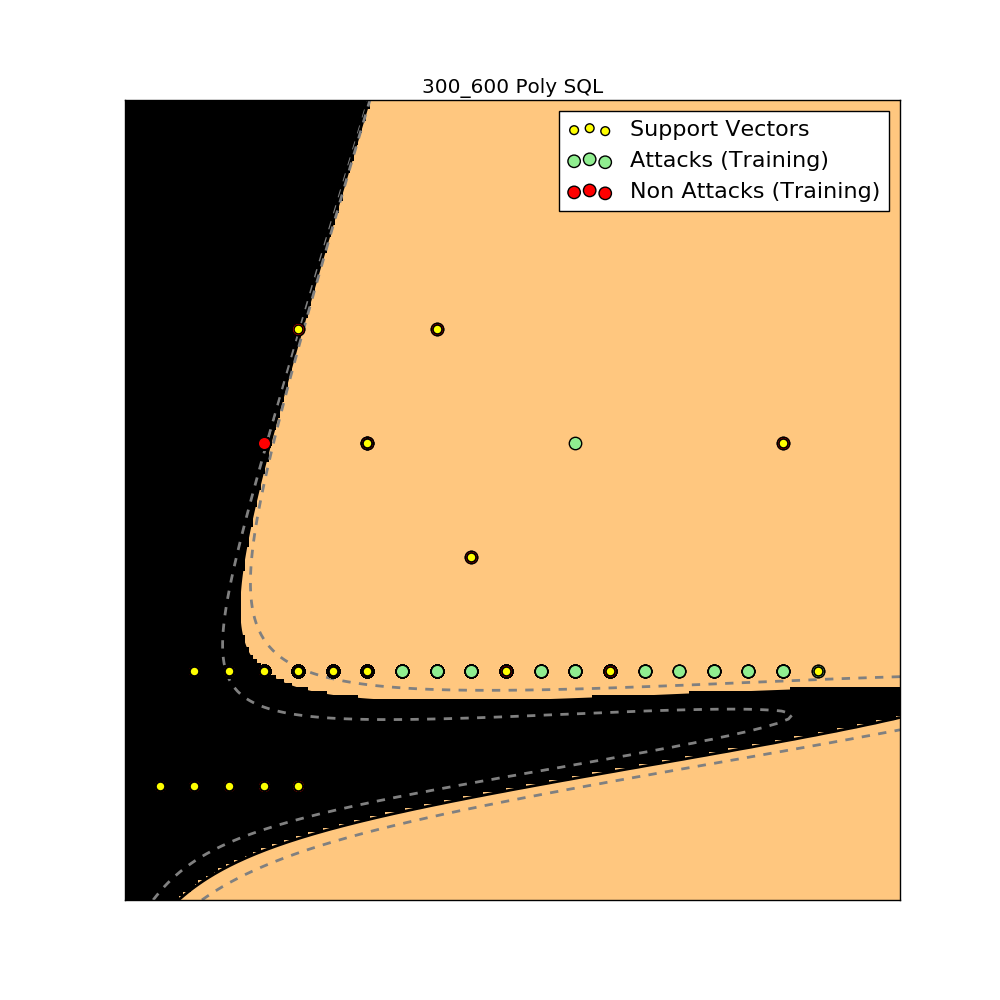 300_600 Poly SQL
Support Vectors
Attacks (Training)
Non Attacks (Training)